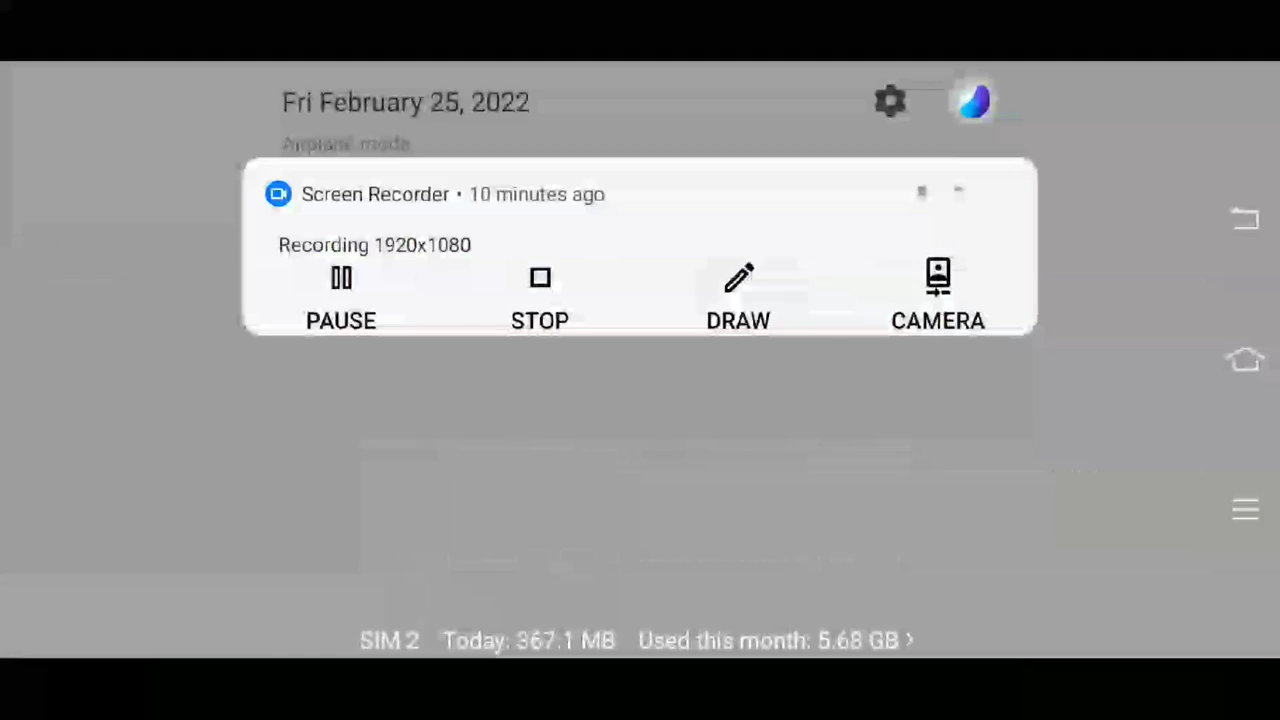 Fri February 25, 2022
Airplane mode
Screen Recorder • 10 minutes ago
Recording 1920x1080
PAUSE STOP DRAW CAMERA
SIM 2 Today: 367.1 MB Used this month: 5.68 GB >